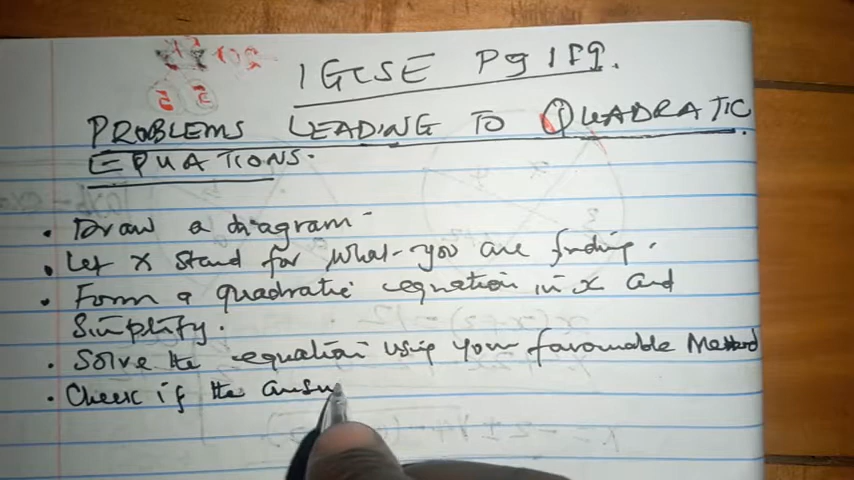 IGCSE Pg 159.
PROBLEMS LEADING TO QUADRATIC
EQUATIONS.
• Draw a diagram
• Let x stand for what you are finding.
• Form a quadratic equation in x and
Simplify.
• Solve the equation using your favourable Method
• Check if the answ